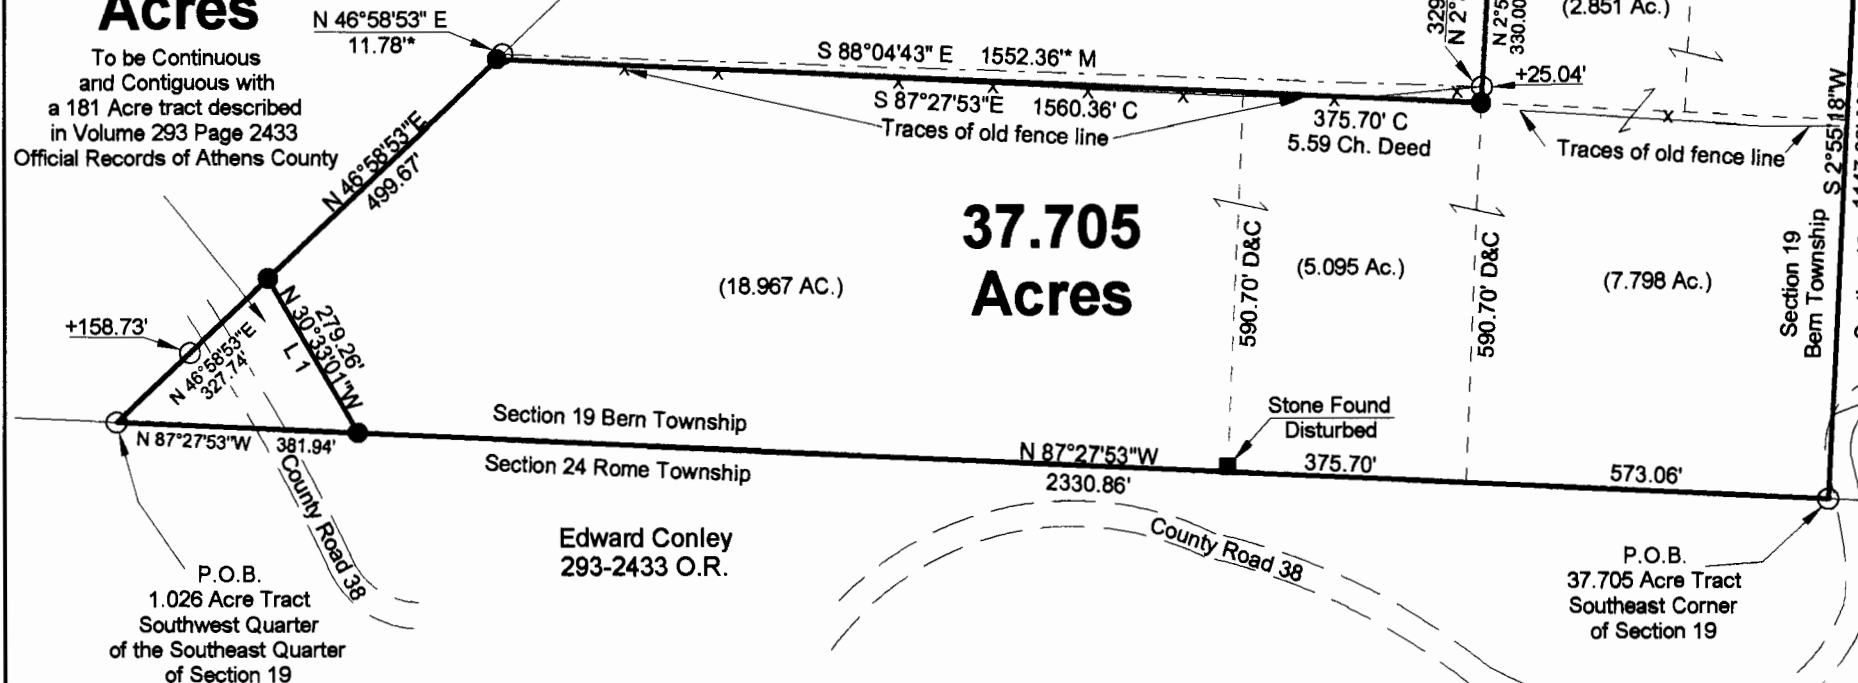 Acres
To be Continuous
and Contiguous with
a 181 Acre tract described
in Volume 293 Page 2433
Official Records of Athens County
N 46°58'53" E
11.78'*
S 88°04'43" E 1552.36'* M
S 87°27'53"E 1560.36' C
Traces of old fence line
375.70' C
5.59 Ch. Deed
N 2°
330.00
(2.851 Ac.)
+25.04'
Traces of old fence line
S 2°55'18"W
Section 19
Bern Township
N 46°58'53"E
499.67'
37.705
Acres
(18.967 AC.)
590.70' D&C
(5.095 Ac.)
590.70' D&C
(7.798 Ac.)
+158.73'
N 46°58'53"E
327.74'
279.26'
N 30°33'01"W
L 1
N 87°27'53"W 381.94'
Section 19 Bern Township
Section 24 Rome Township
Stone Found
Disturbed
N 87°27'53"W
2330.86'
375.70'
573.06'
County Road 38
Edward Conley
293-2433 O.R.
County Road 38
P.O.B.
1.026 Acre Tract
Southwest Quarter
of the Southeast Quarter
of Section 19
P.O.B.
37.705 Acre Tract
Southeast Corner
of Section 19